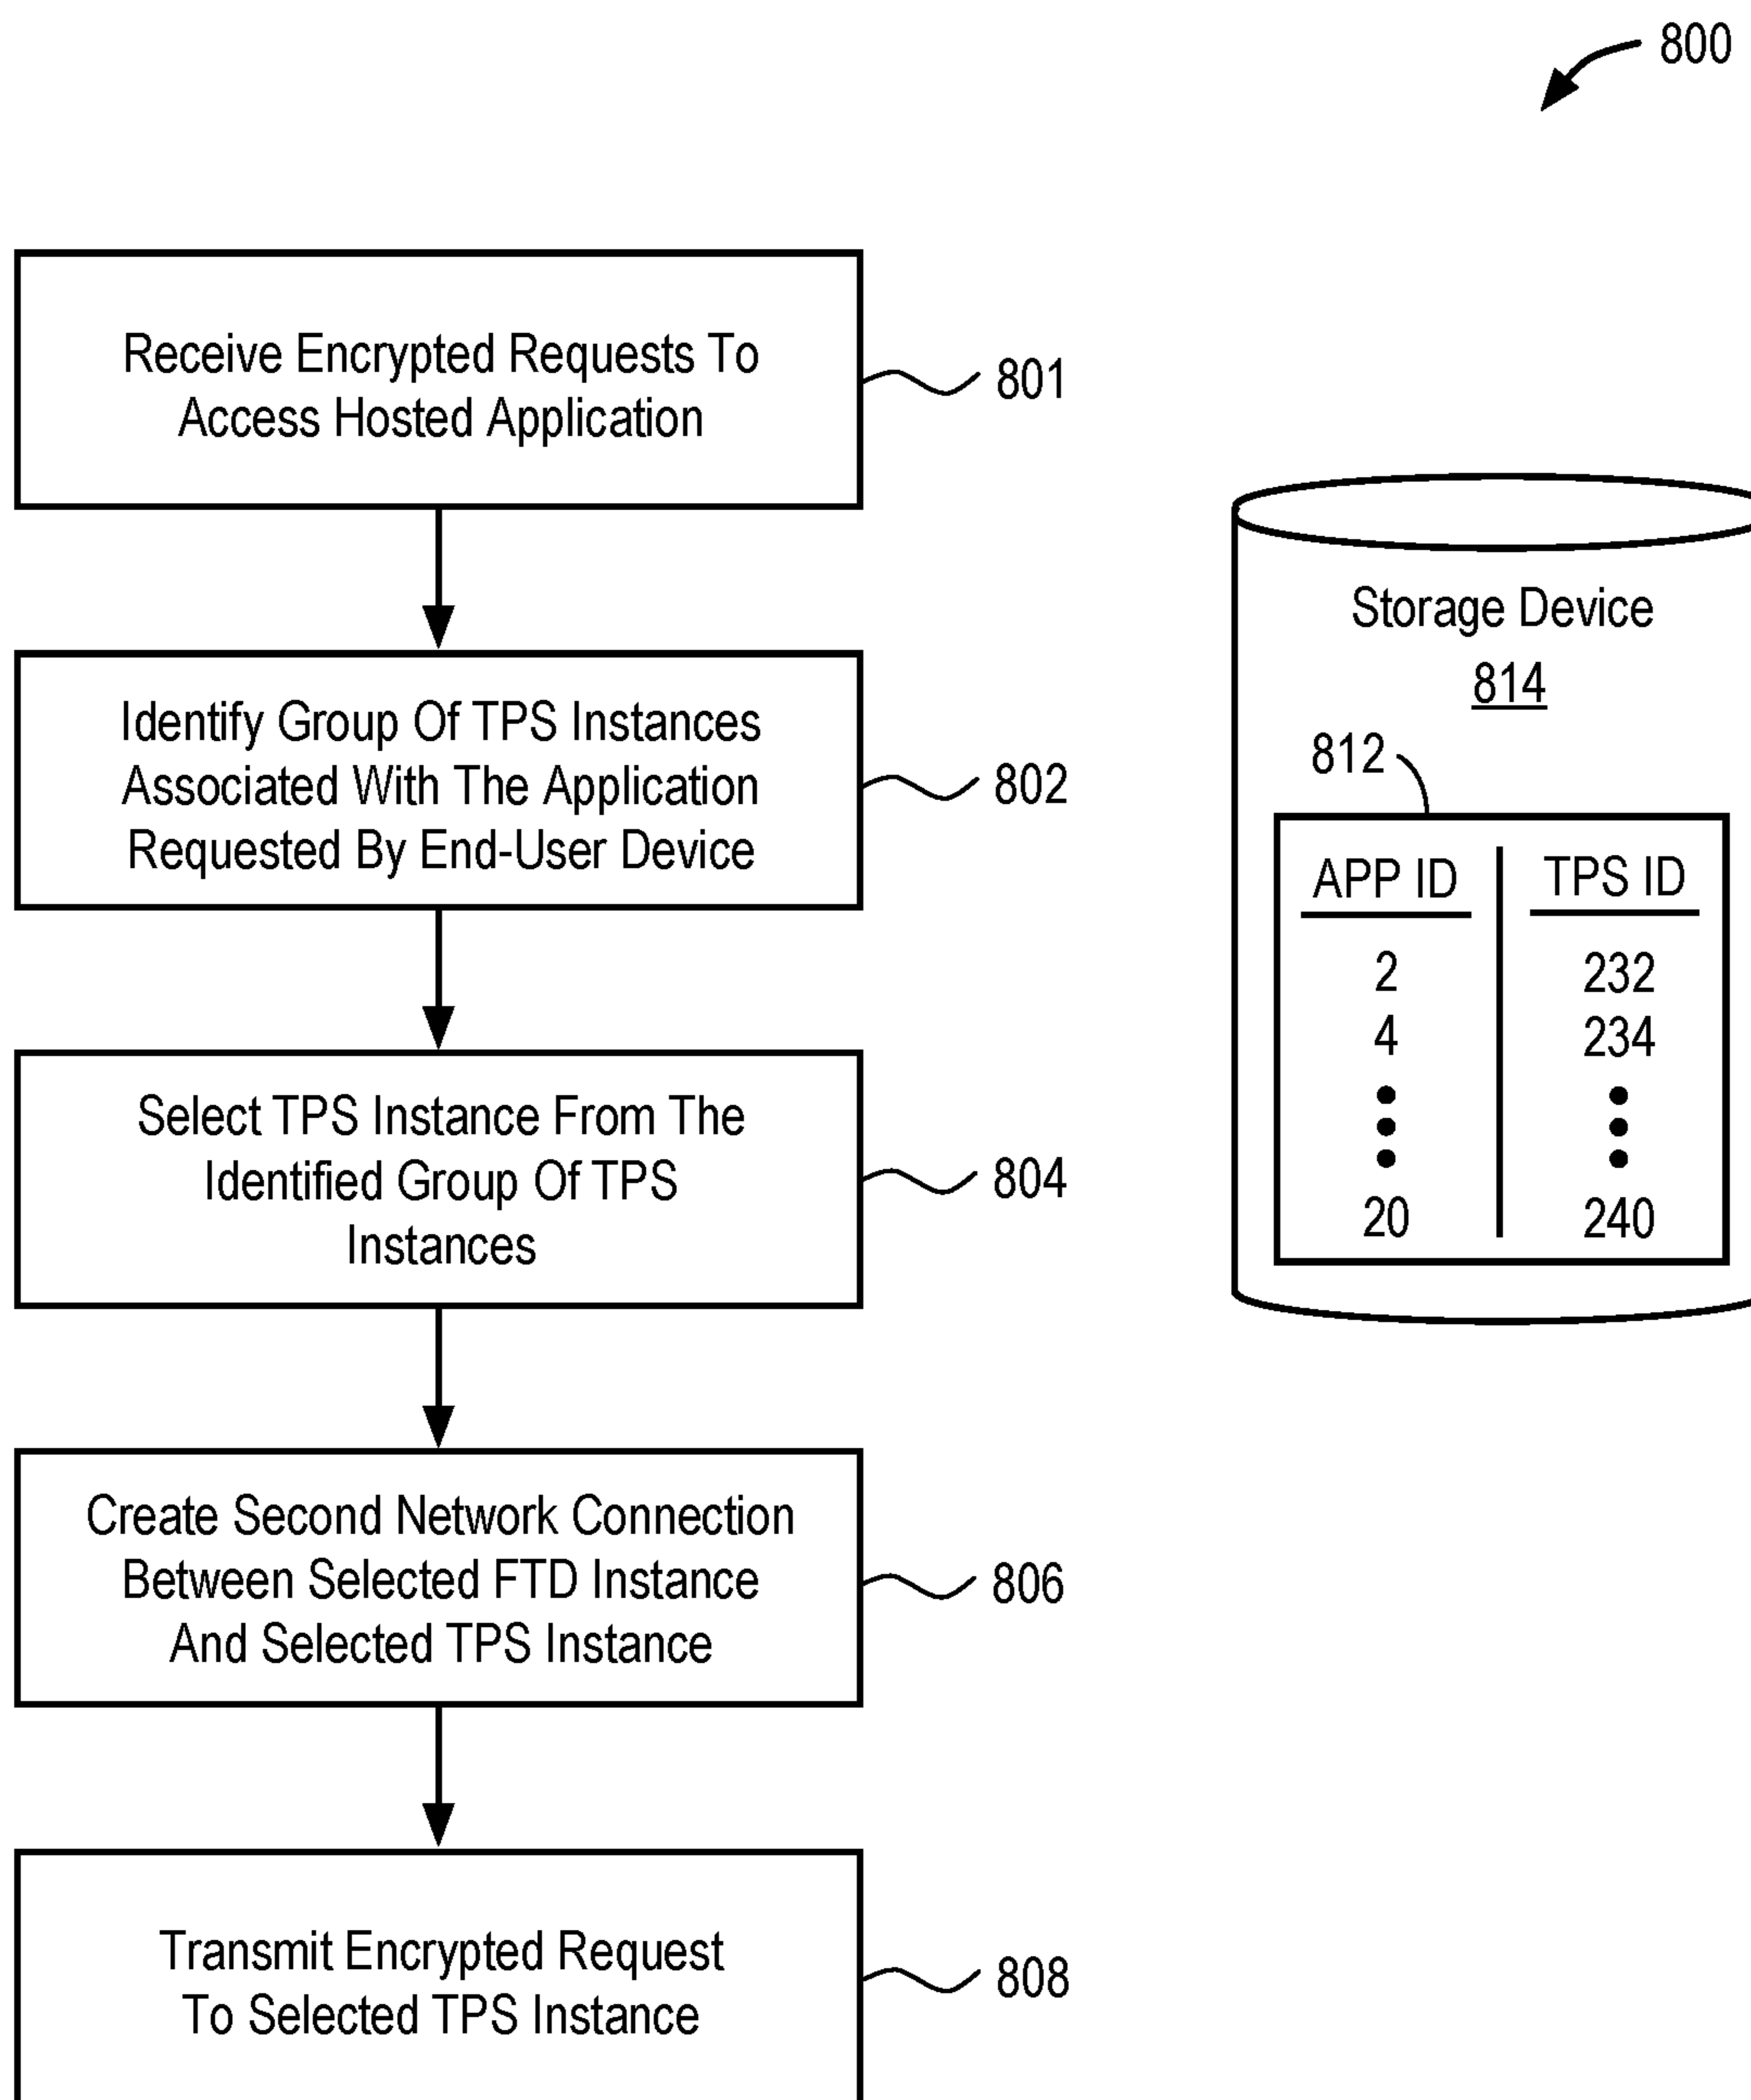 800
Receive Encrypted Requests To
Access Hosted Application
801
Identify Group Of TPS Instances
Associated With The Application
Requested By End-User Device
802
Select TPS Instance From The
Identified Group Of TPS
Instances
804
Create Second Network Connection
Between Selected FTD Instance
And Selected TPS Instance
806
Transmit Encrypted Request
To Selected TPS Instance
808
Storage Device
814
812
APP ID TPS ID
2 232
4 234
20 240